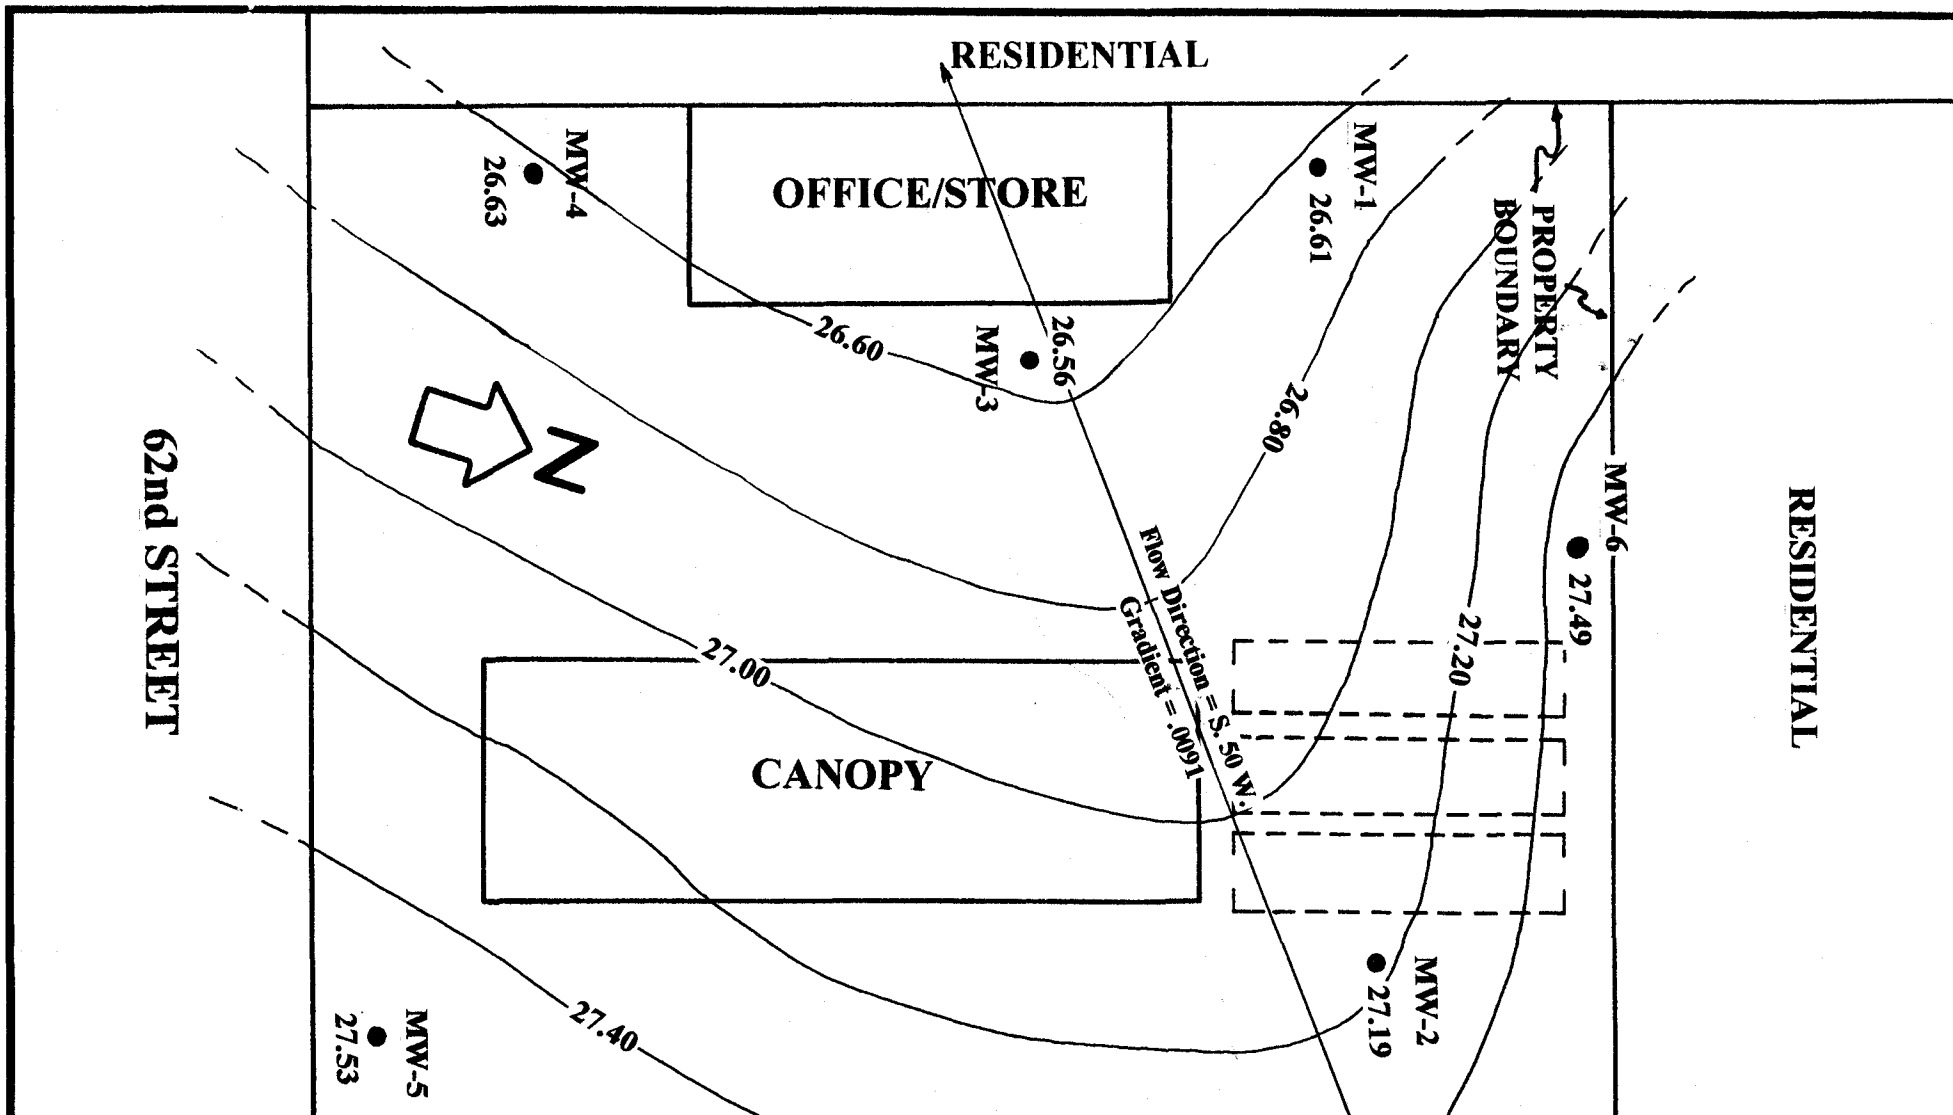 RESIDENTIAL
OFFICE/STORE
MW-4
26.63
MW-1
26.61
PROPERTY
BOUNDARY
26.60
26.56
MW-3
26.80
N
62nd STREET
MW-6
27.49
RESIDENTIAL
Flow Direction = S. 50 W.
Gradient = .0091
27.00
27.20
CANOPY
MW-2
27.19
27.40
MW-5
27.53